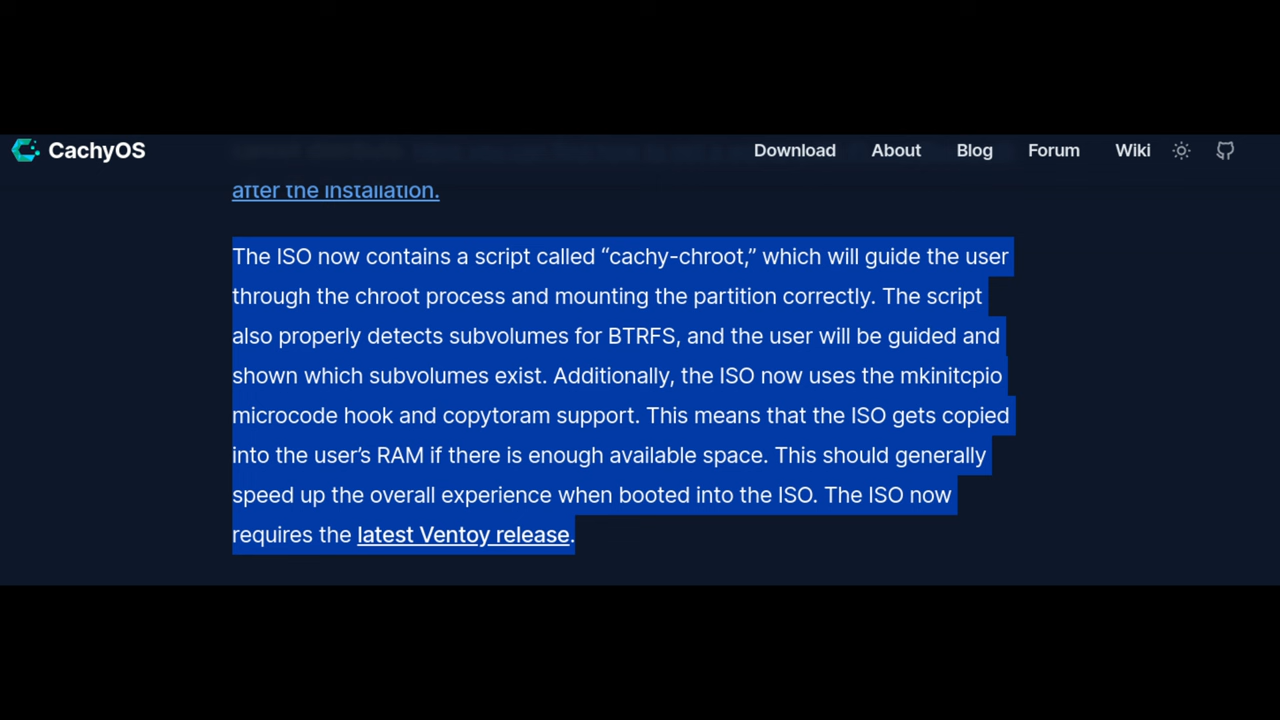 CachyOS
Download About Blog Forum Wiki
after the installation.
The ISO now contains a script called “cachy-chroot,” which will guide the user
through the chroot process and mounting the partition correctly. The script
also properly detects subvolumes for BTRFS, and the user will be guided and
shown which subvolumes exist. Additionally, the ISO now uses the mkinitcpio
microcode hook and copytoram support. This means that the ISO gets copied
into the user’s RAM if there is enough available space. This should generally
speed up the overall experience when booted into the ISO. The ISO now
requires the latest Ventoy release.